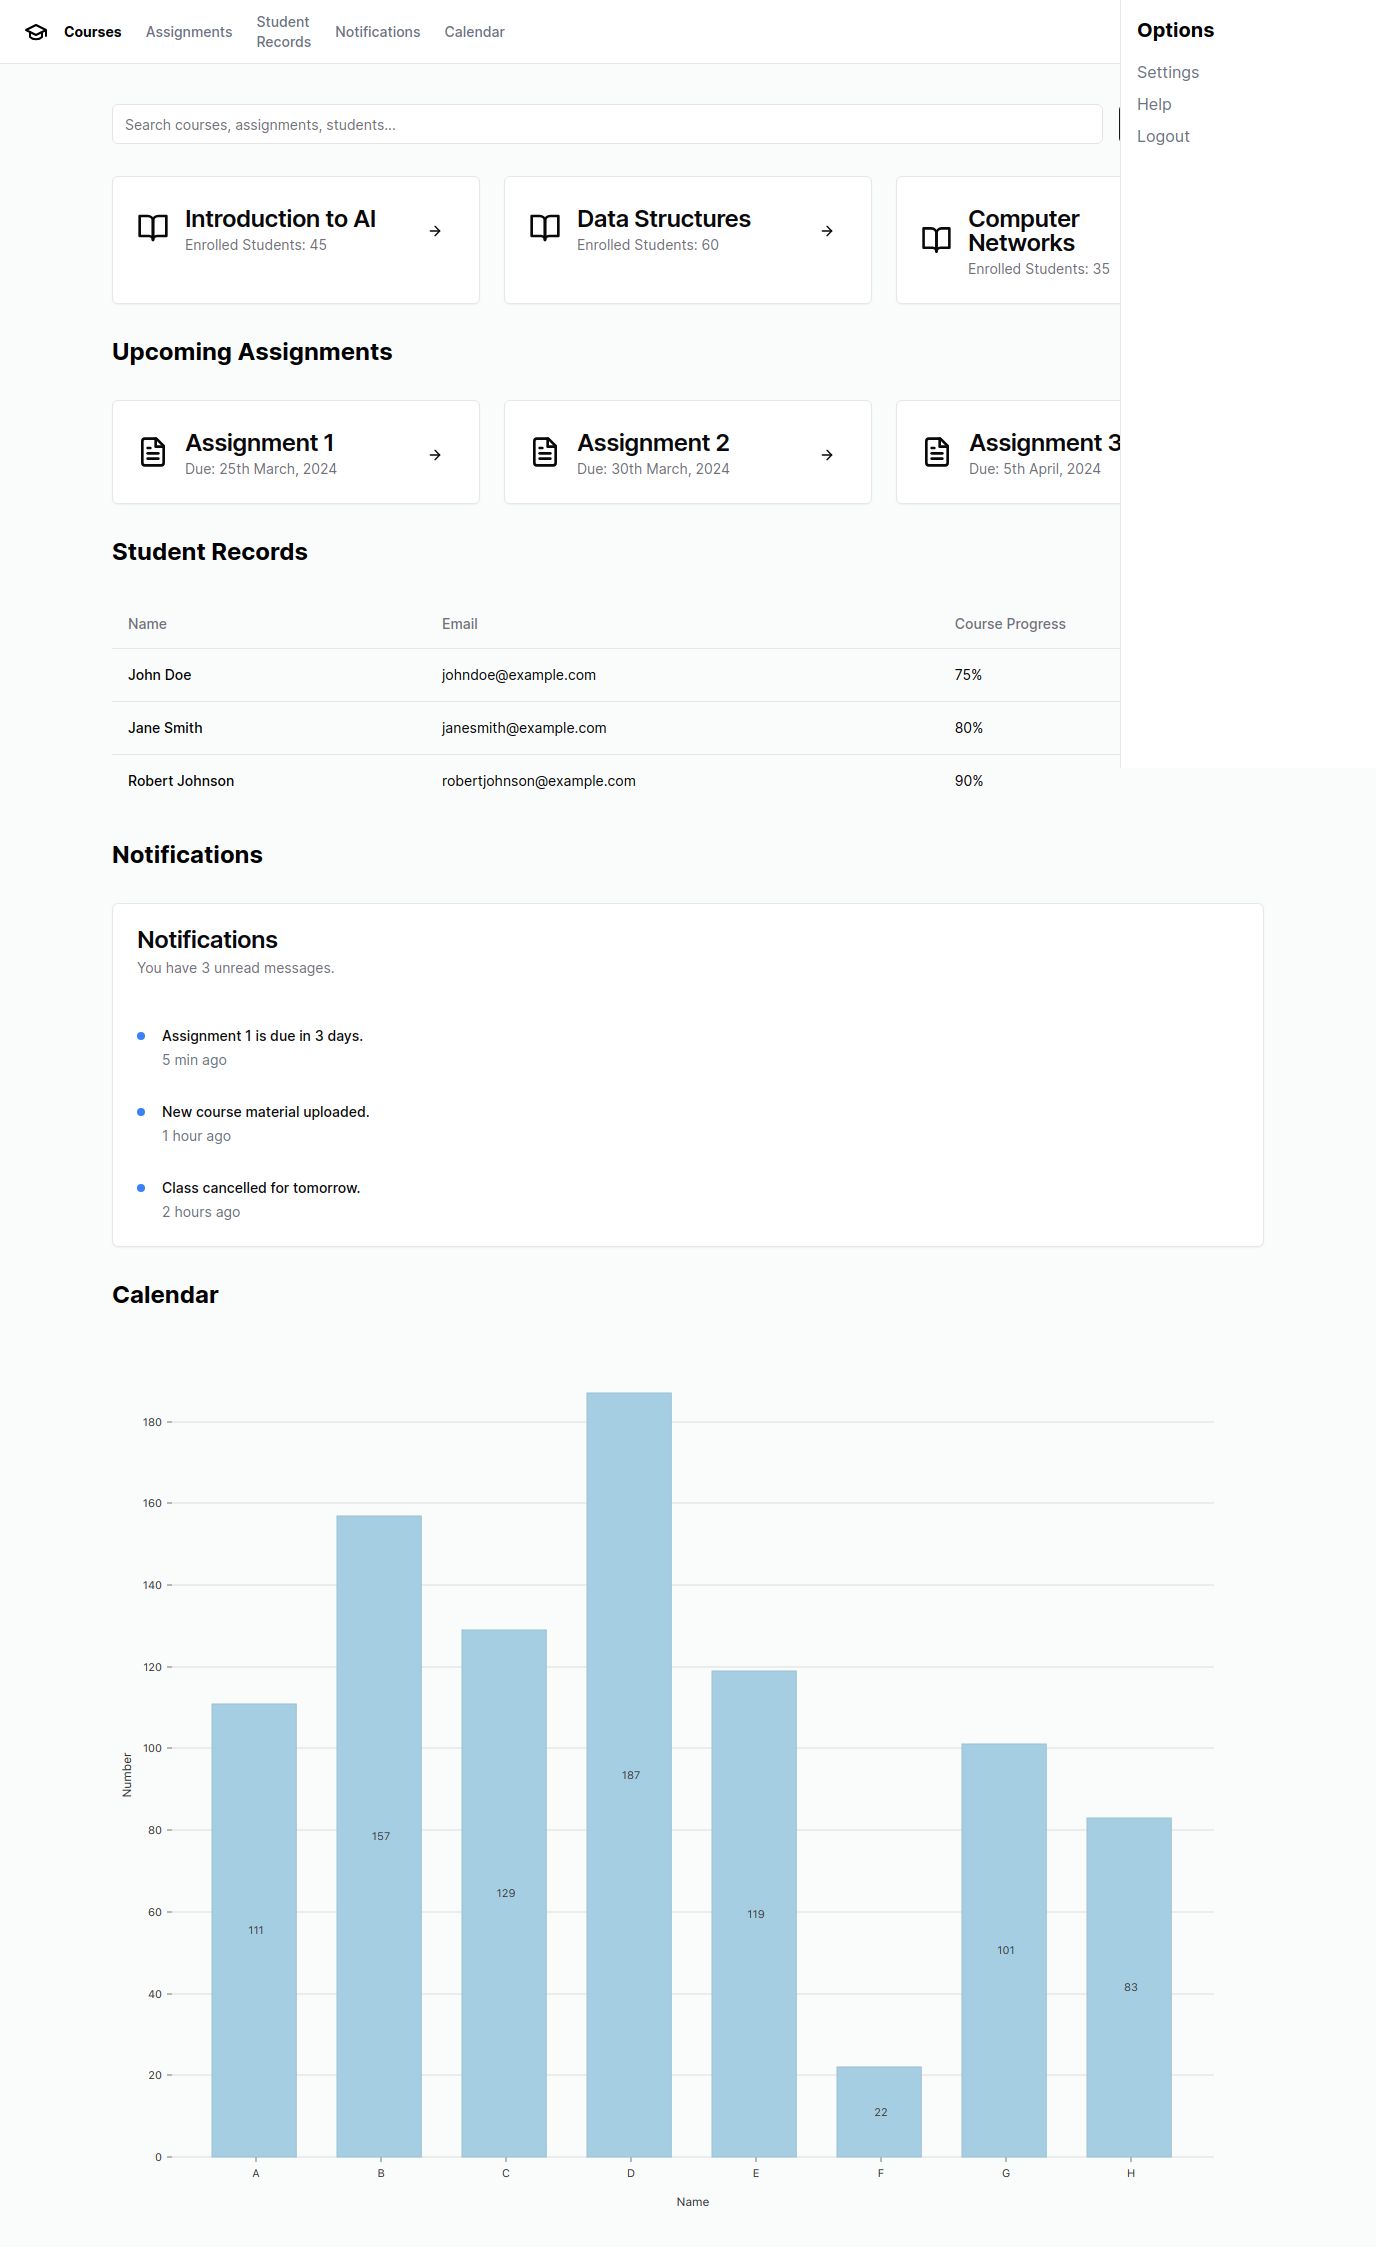 Courses
Assignments
Student
Records
Notifications
Calendar
Options
Settings
Help
Logout
Search courses, assignments, students...
Introduction to AI
Enrolled Students: 45
Data Structures
Enrolled Students: 60
Computer
Networks
Enrolled Students: 35
Upcoming Assignments
Assignment 1
Due: 25th March, 2024
Assignment 2
Due: 30th March, 2024
Assignment 3
Due: 5th April, 2024
Student Records
Name Email Course Progress
John Doe johndoe@example.com 75%
Jane Smith janesmith@example.com 80%
Robert Johnson robertjohnson@example.com 90%
Notifications
Notifications
You have 3 unread messages.
Assignment 1 is due in 3 days.
5 min ago
New course material uploaded.
1 hour ago
Class cancelled for tomorrow.
2 hours ago
Calendar
180
160
140
120
100
80
60
40
20
0
Number
111
157
129
187
119
22
101
83
A B C D E F G H
Name